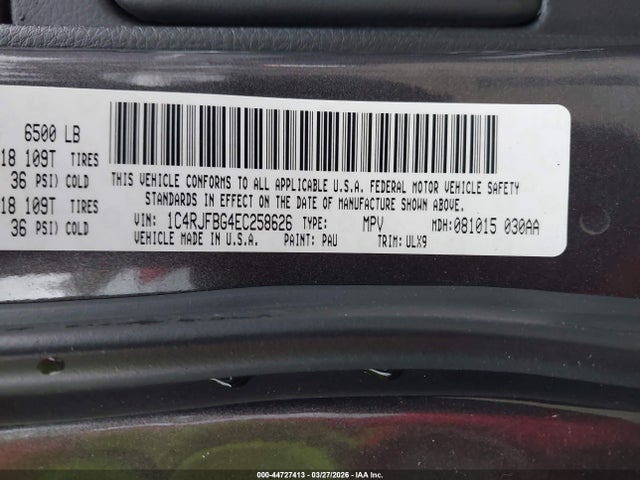 6500 LB
18 109T TIRES
36 PSI) COLD
18 109T TIRES
36 PSI) COLD
THIS VEHICLE CONFORMS TO ALL APPLICABLE U.S.A. FEDERAL MOTOR VEHICLE SAFETY
STANDARDS IN EFFECT ON THE DATE OF MANUFACTURE SHOWN ABOVE.
VIN: 1C4RJFBG4EC258626 TYPE: MPV MDH: 081015 030AA
VEHICLE MADE IN U.S.A. PAINT: PAU TRIM: ULX9
000-44727413 - 03/27/2026 - IAA Inc.